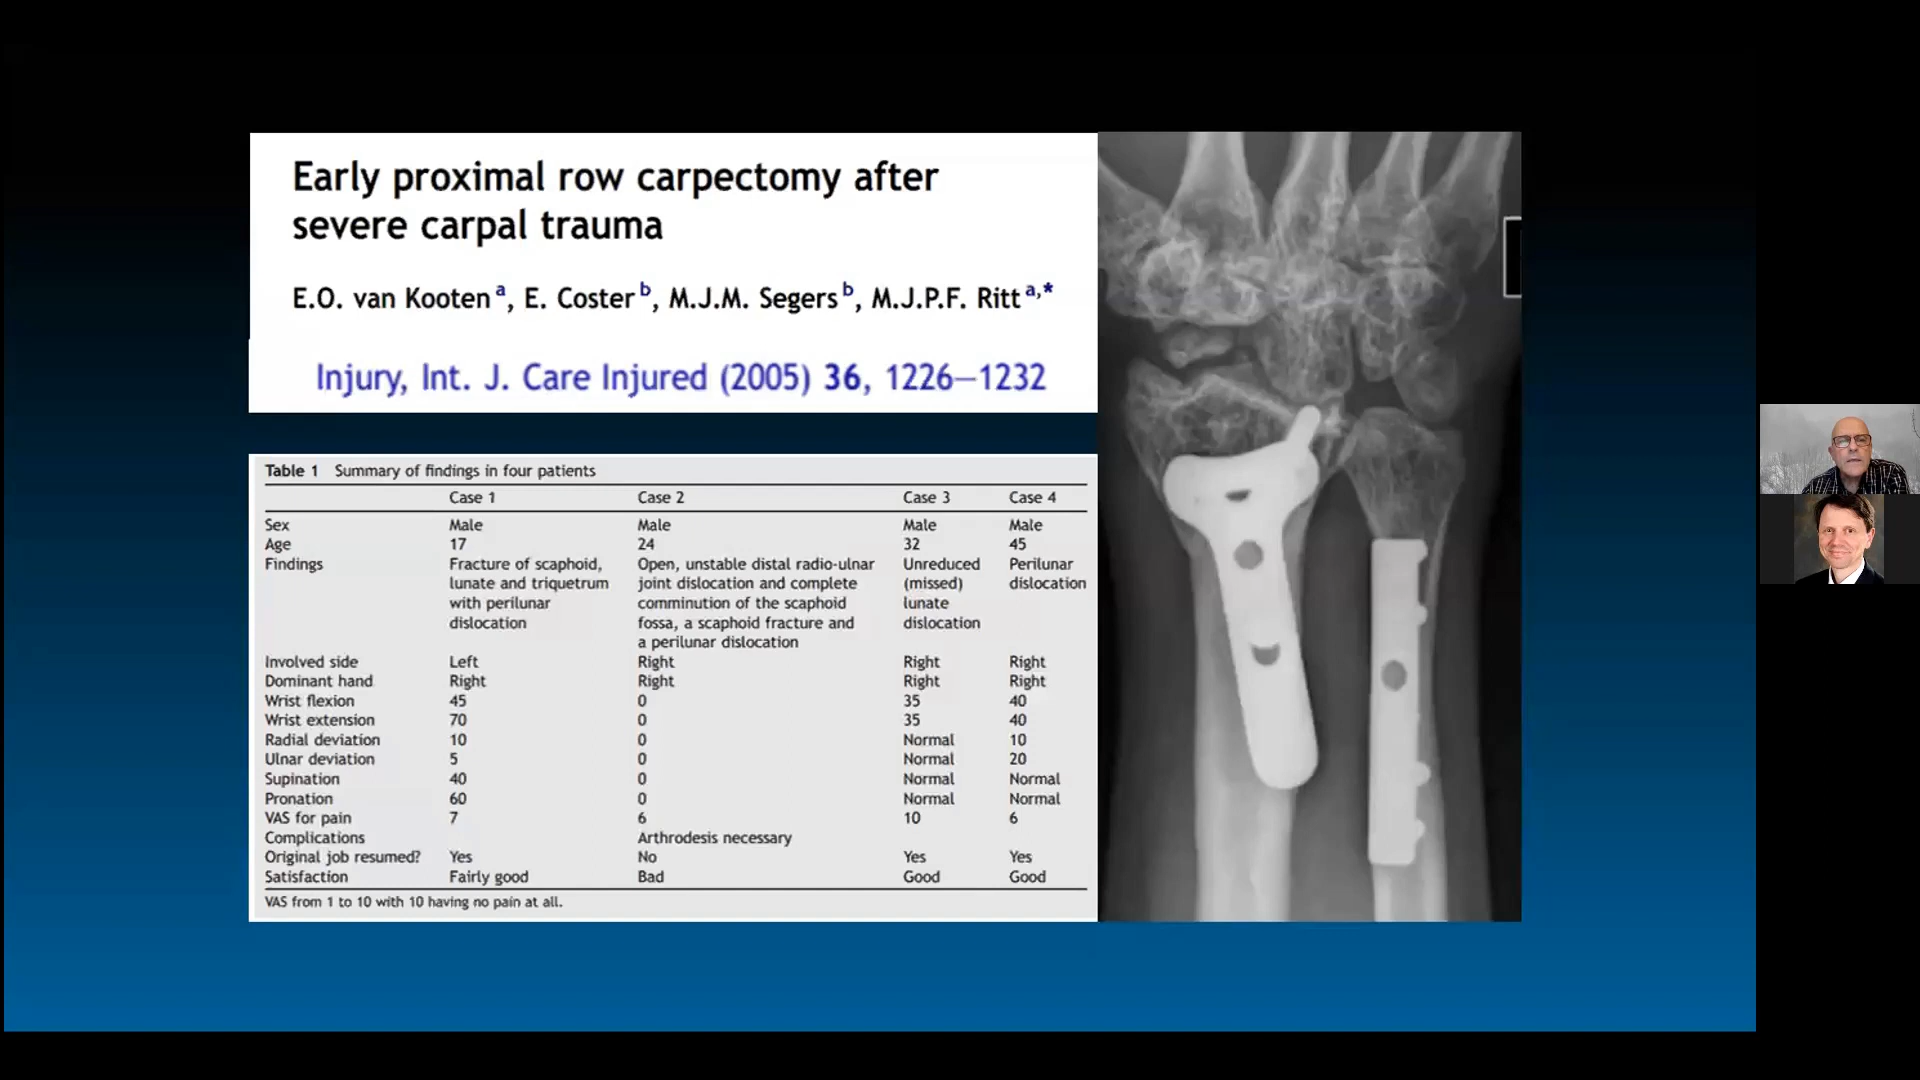 Early proximal row carpectomy after
severe carpal trauma
E.O. van Kooten a, E. Coster b, M.J.M. Segers b, M.J.P.F. Ritt a,*
Injury, Int. J. Care Injured (2005) 36, 1226–1232
Table 1 Summary of findings in four patients
Case 1 Case 2 Case 3 Case 4
Sex Male Male Male Male
Age 17 24 32 45
Findings Fracture of scaphoid, Open, unstable distal radio-ulnar Unreduced Perilunar
lunate and triquetrum joint dislocation and complete (missed) dislocation
with perilunar comminution of the scaphoid lunate
dislocation fossa, a scaphoid fracture and dislocation
a perilunar dislocation
Involved side Left Right Right Right
Dominant hand Right Right Right Right
Wrist flexion 45 0 35 40
Wrist extension 70 0 35 40
Radial deviation 10 0 Normal 10
Ulnar deviation 5 0 Normal 20
Supination 40 0 Normal Normal
Pronation 60 0 Normal Normal
VAS for pain 7 6 10 6
Complications Arthrodesis necessary
Original job resumed? Yes No Yes Yes
Satisfaction Fairly good Bad Good Good
VAS from 1 to 10 with 10 having no pain at all.